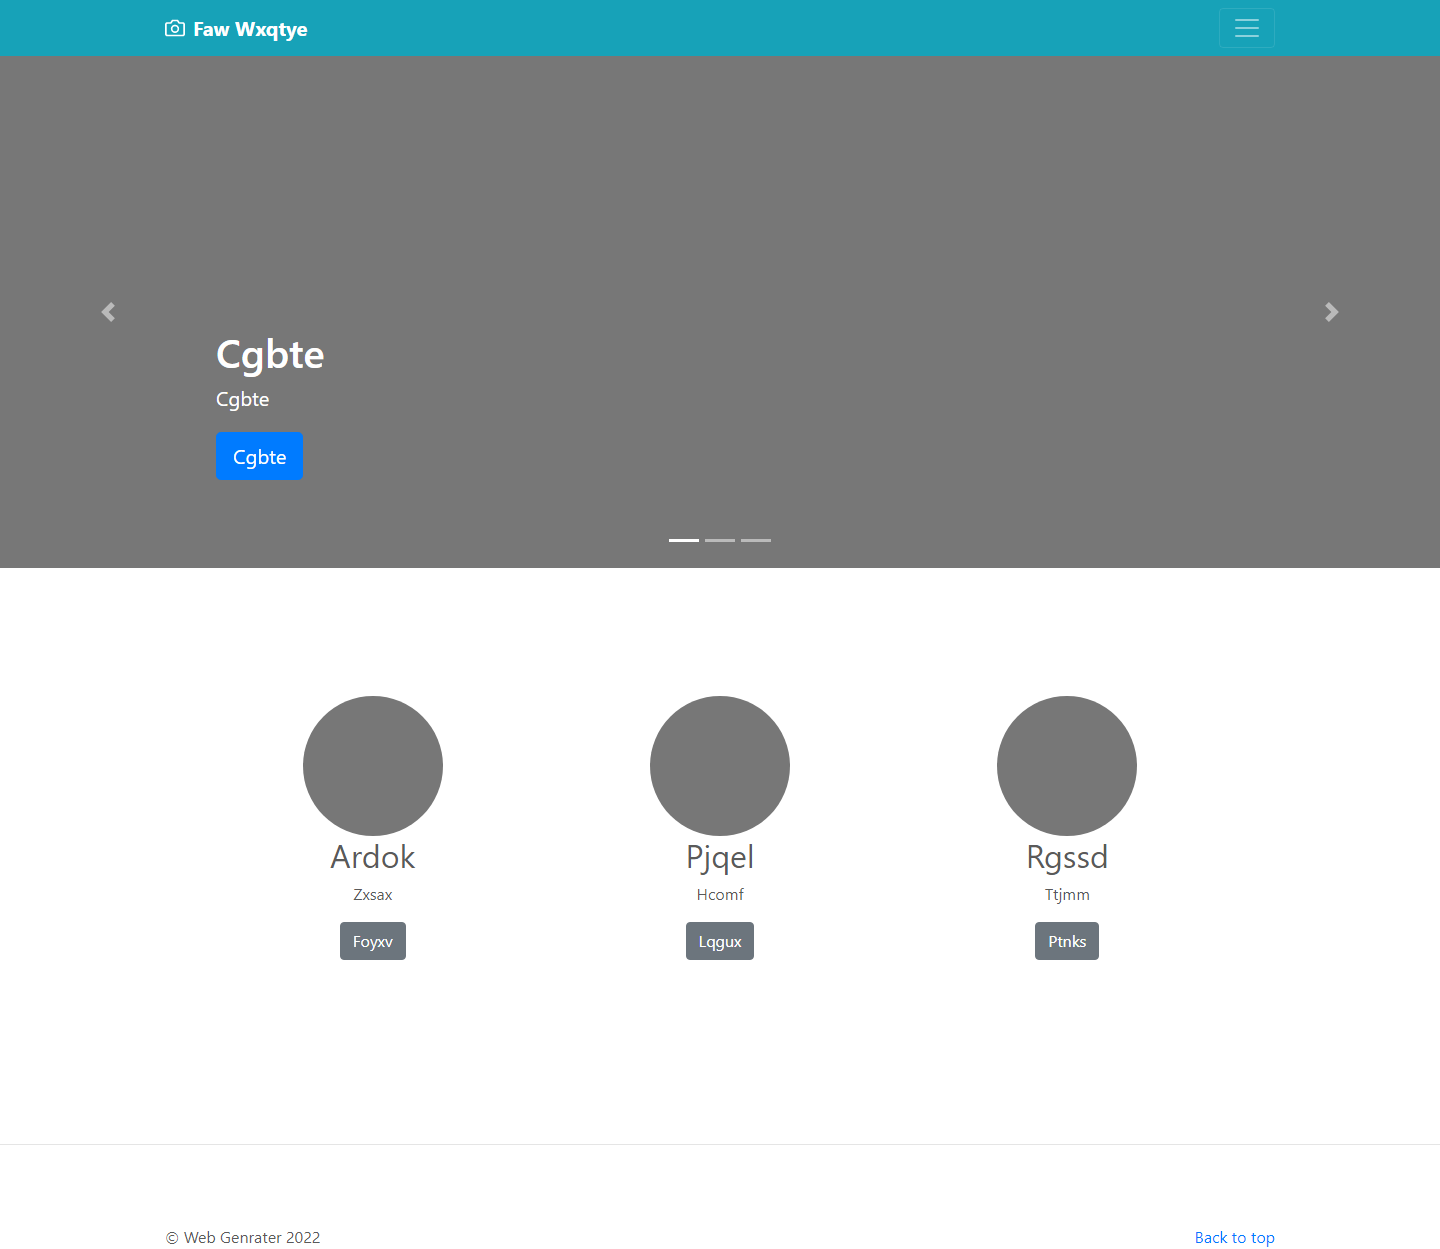 Faw Wxqtye
Cgbte
Cgbte
Cgbte
Ardok
Zxsax
Foyxv
Pjqel
Hcomf
Lqgux
Rgssd
Ttjmm
Ptnks
© Web Genrater 2022
Back to top